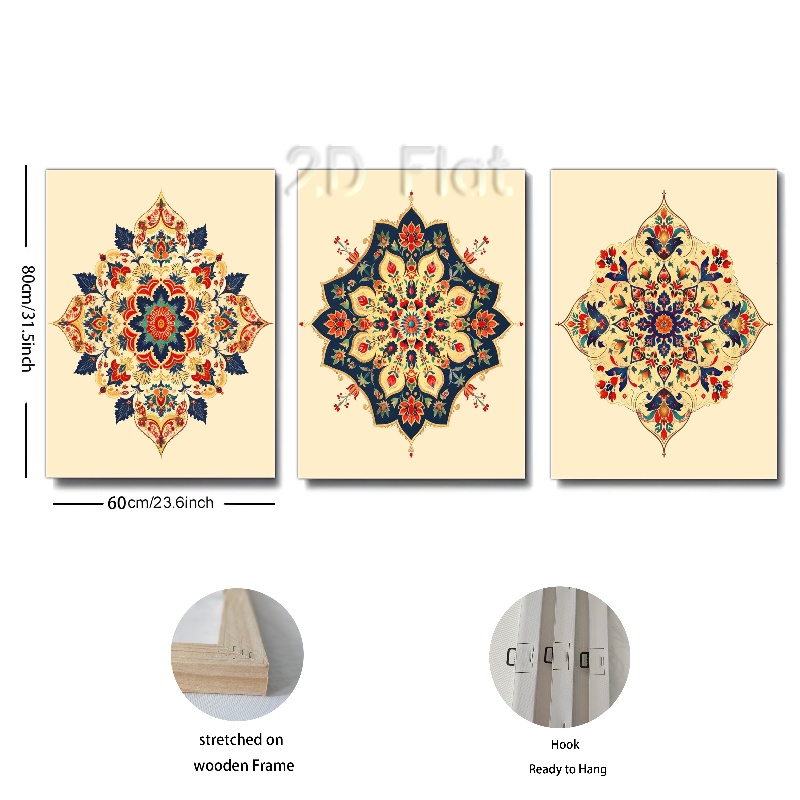 2D Flat
80cm/31.5inch
60cm/23.6inch
stretched on
wooden Frame
Hook
Ready to Hang